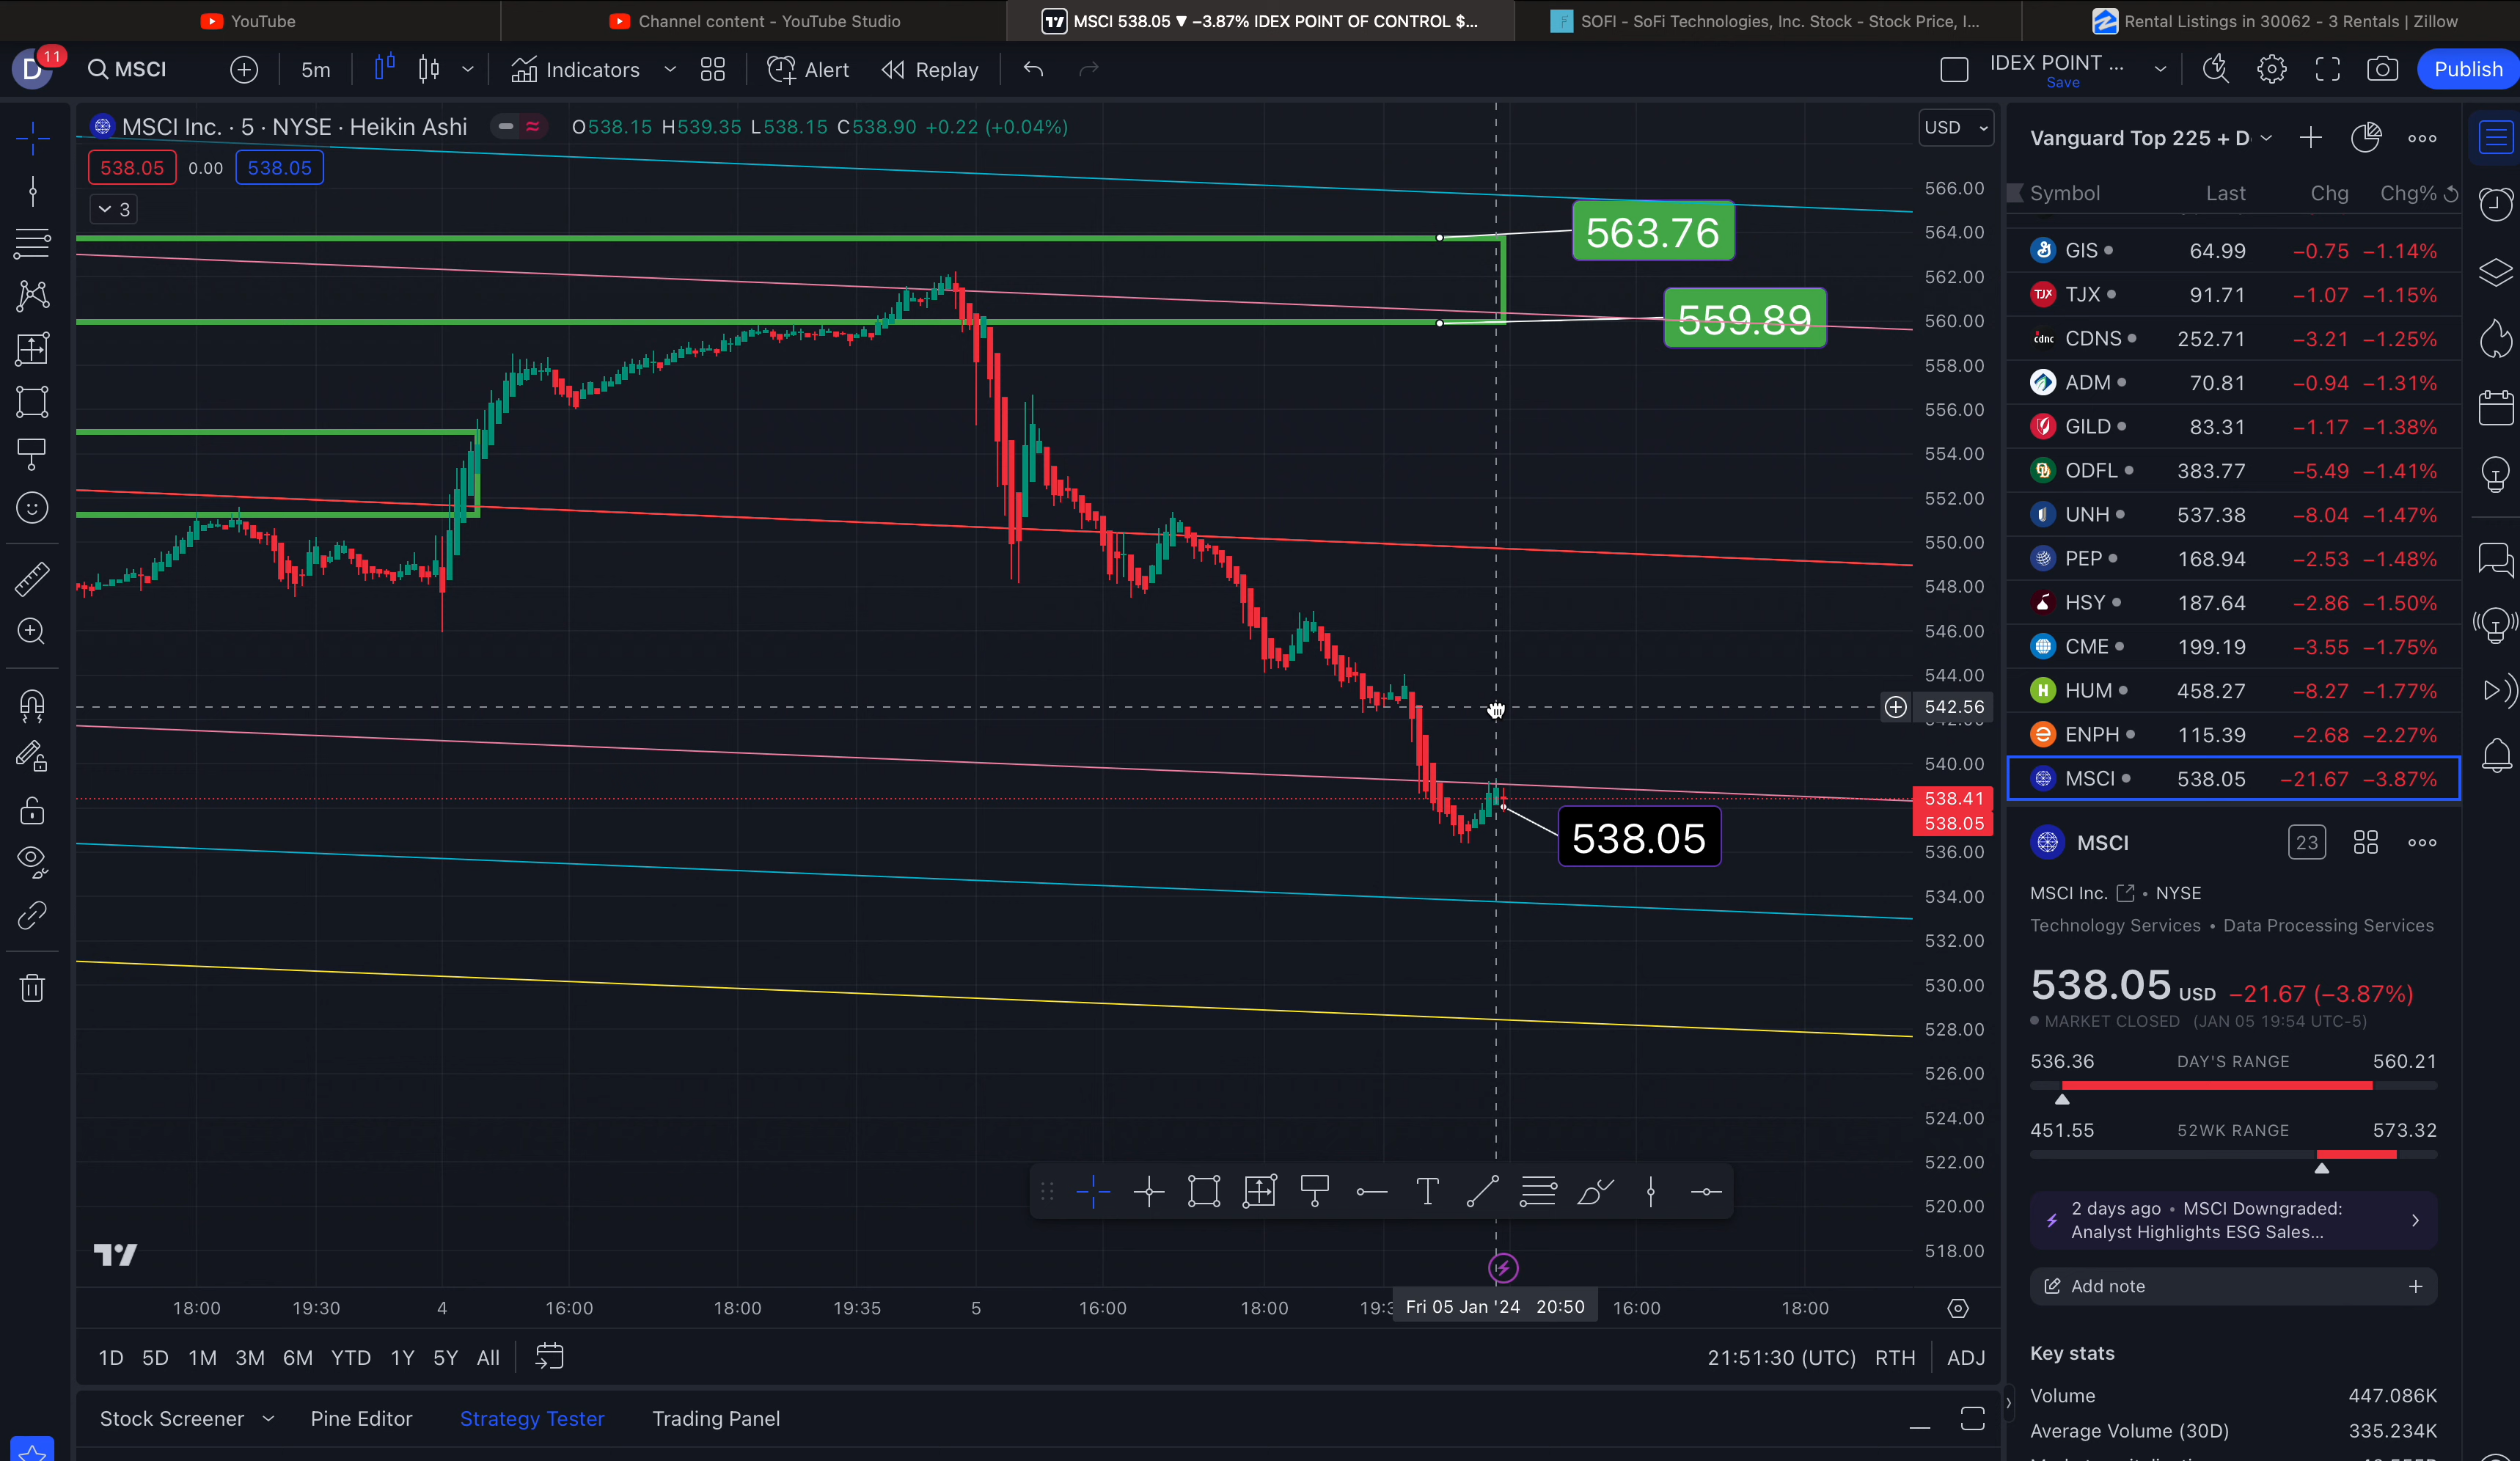 YouTube
Channel content - YouTube Studio
MSCI 538.05 ▼ −3.87% IDEX POINT OF CONTROL $...
SOFI - SoFi Technologies, Inc. Stock - Stock Price, I...
Rental Listings in 30062 - 3 Rentals | Zillow
D 11 MSCI 5m Indicators Alert Replay IDEX POINT ... Save Publish
MSCI Inc. · 5 · NYSE · Heikin Ashi O538.15 H539.35 L538.15 C538.90 +0.22 (+0.04%)
USD
538.05 0.00 538.05
3
563.76
559.89
538.05
566.00
564.00
562.00
560.00
558.00
556.00
554.00
552.00
550.00
548.00
546.00
544.00
542.56
540.00
538.41
538.05
536.00
534.00
532.00
530.00
528.00
526.00
524.00
522.00
520.00
518.00
18:00 19:30 4 16:00 18:00 19:35 5 16:00 18:00 Fri 05 Jan '24 20:50 16:00 18:00
1D 5D 1M 3M 6M YTD 1Y 5Y All 21:51:30 (UTC) RTH ADJ
Stock Screener Pine Editor Strategy Tester Trading Panel
Vanguard Top 225 + D
Symbol Last Chg Chg%
GIS 64.99 −0.75 −1.14%
TJX 91.71 −1.07 −1.15%
CDNS 252.71 −3.21 −1.25%
ADM 70.81 −0.94 −1.31%
GILD 83.31 −1.17 −1.38%
ODFL 383.77 −5.49 −1.41%
UNH 537.38 −8.04 −1.47%
PEP 168.94 −2.53 −1.48%
HSY 187.64 −2.86 −1.50%
CME 199.19 −3.55 −1.75%
HUM 458.27 −8.27 −1.77%
ENPH 115.39 −2.68 −2.27%
MSCI 538.05 −21.67 −3.87%
MSCI 23
MSCI Inc. • NYSE
Technology Services • Data Processing Services
538.05 USD −21.67 (−3.87%)
MARKET CLOSED (JAN 05 19:54 UTC-5)
536.36 DAY'S RANGE 560.21
451.55 52WK RANGE 573.32
2 days ago • MSCI Downgraded:
Analyst Highlights ESG Sales...
Add note
Key stats
Volume 447.086K
Average Volume (30D) 335.234K